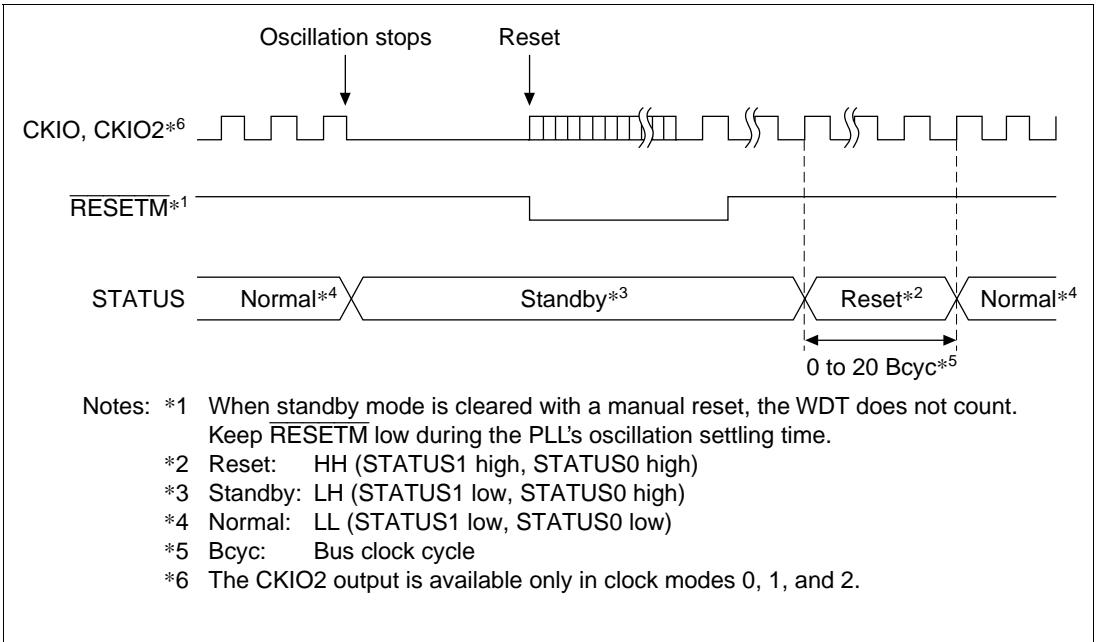 Oscillation stops Reset
CKIO, CKIO2*6
RESETM*1
STATUS Normal*4 Standby*3 Reset*2 Normal*4
0 to 20 Bcyc*5
Notes: *1 When standby mode is cleared with a manual reset, the WDT does not count.
Keep RESETM low during the PLL's oscillation settling time.
*2 Reset: HH (STATUS1 high, STATUS0 high)
*3 Standby: LH (STATUS1 low, STATUS0 high)
*4 Normal: LL (STATUS1 low, STATUS0 low)
*5 Bcyc: Bus clock cycle
*6 The CKIO2 output is available only in clock modes 0, 1, and 2.